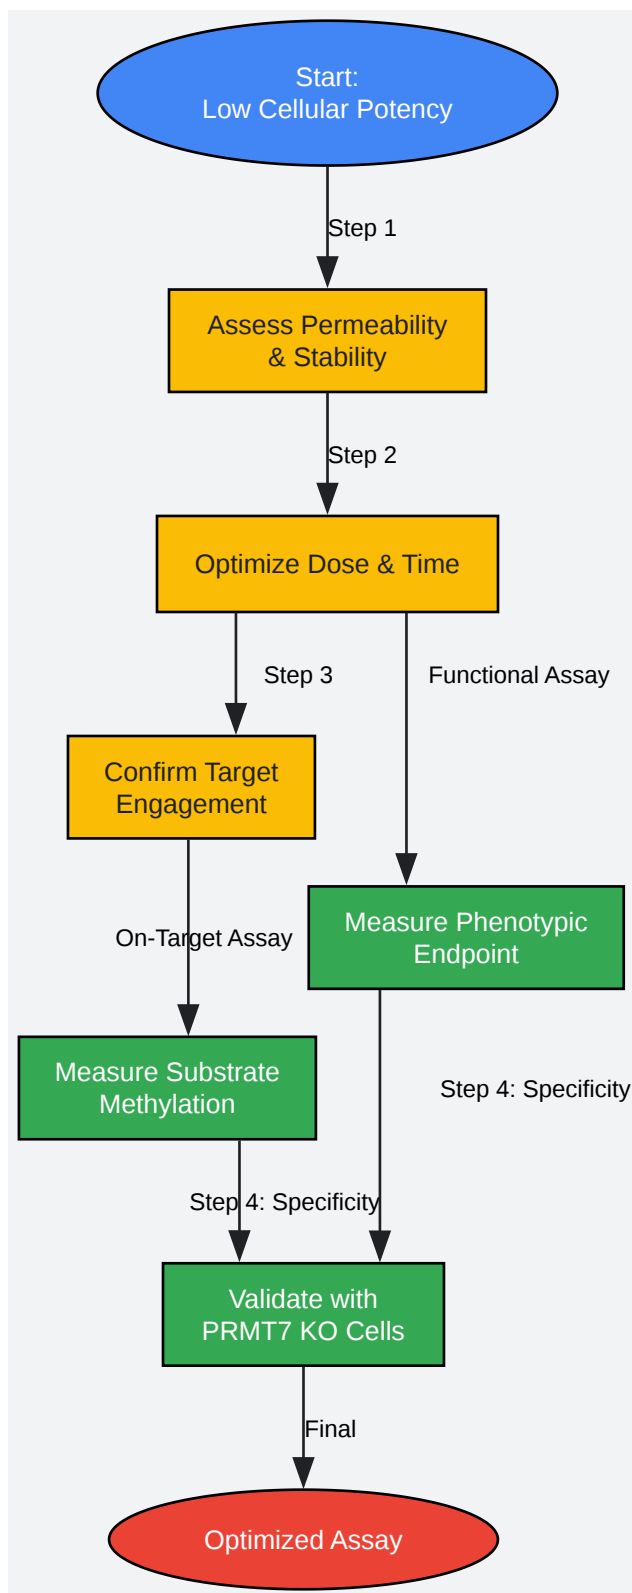 Start:
Low Cellular Potency
Step 1
Assess Permeability
& Stability
Step 2
Optimize Dose & Time
Step 3
Functional Assay
Confirm Target
Engagement
On-Target Assay
Measure Phenotypic
Endpoint
Measure Substrate
Methylation
Step 4: Specificity
Step 4: Specificity
Validate with
PRMT7 KO Cells
Final
Optimized Assay